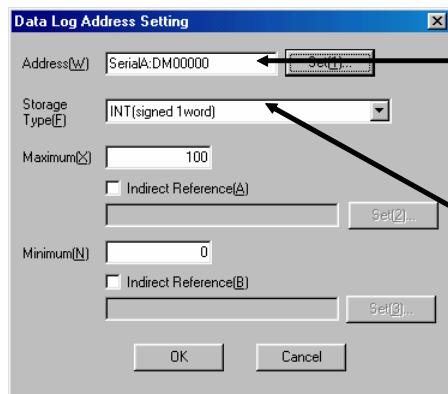 Data Log Address Setting
Address(W) SerialA:DM00000 Set(1)...
Storage
Type(F) INT(signed 1word)
Maximum(X) 100
Indirect Reference(A)
Set(2)...
Minimum(N) 0
Indirect Reference(B)
Set(3)...
OK Cancel